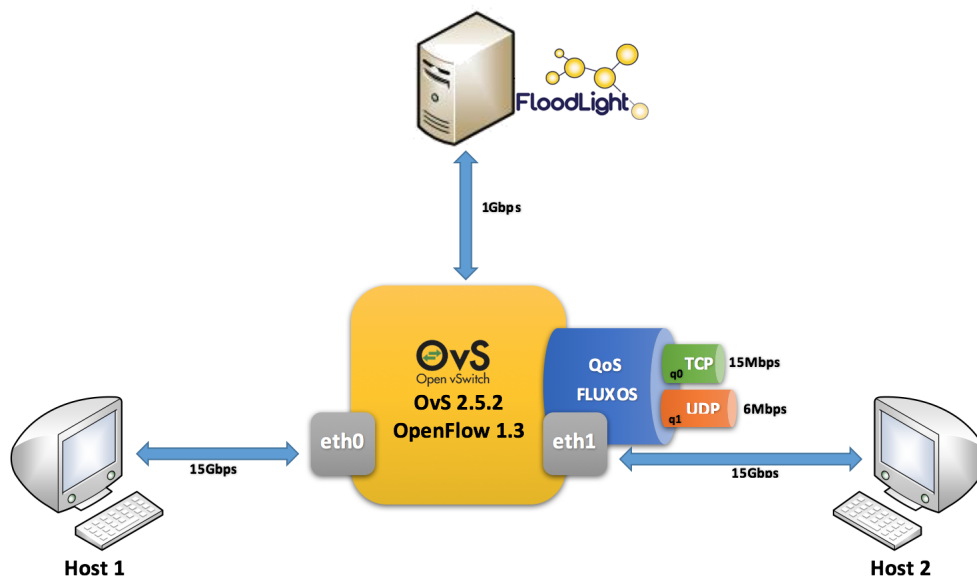 FloodLight
1Gbps
OvS
Open vSwitch
OvS 2.5.2
OpenFlow 1.3
QoS
FLUXOS
q0 TCP 15Mbps
q1 UDP 6Mbps
eth0
eth1
15Gbps
15Gbps
Host 1
Host 2